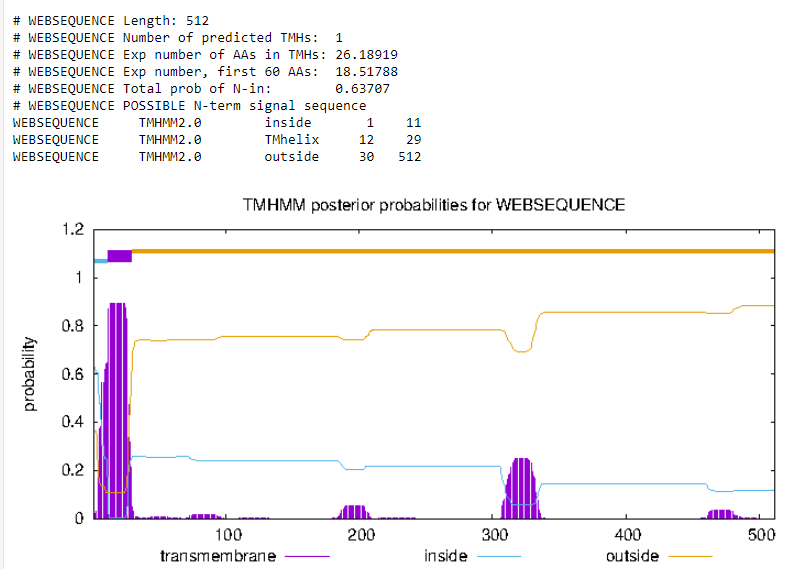 # WEBSEQUENCE Length: 512
# WEBSEQUENCE Number of predicted TMHs:  1
# WEBSEQUENCE Exp number of AAs in TMHs: 26.18919
# WEBSEQUENCE Exp number, first 60 AAs:  18.51788
# WEBSEQUENCE Total prob of N-in:        0.63707
# WEBSEQUENCE POSSIBLE N-term signal sequence
WEBSEQUENCE     TMHMM2.0        inside       1    11
WEBSEQUENCE     TMHMM2.0        TMhelix     12    29
WEBSEQUENCE     TMHMM2.0        outside     30   512
TMHMM posterior probabilities for WEBSEQUENCE
1.2
1
0.8
0.6
0.4
0.2
0
probability
100 200 300 400 500
transmembrane inside outside